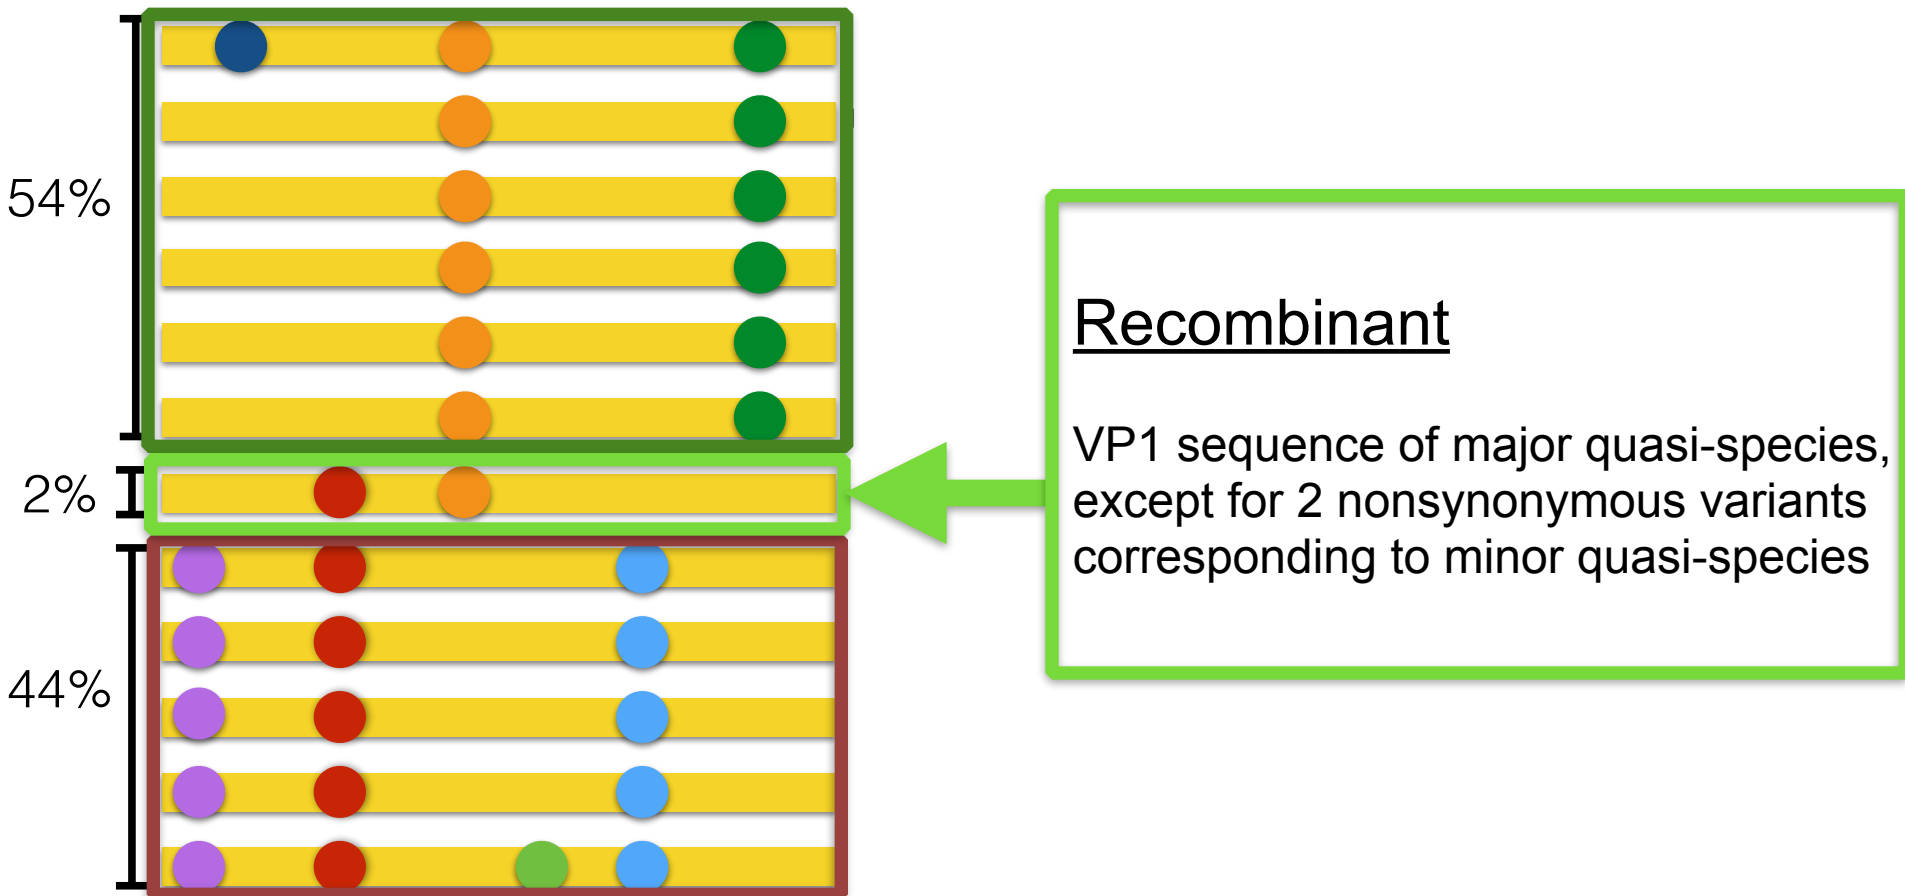 54%
2%
44%
Recombinant
VP1 sequence of major quasi-species,
except for 2 nonsynonymous variants
corresponding to minor quasi-species